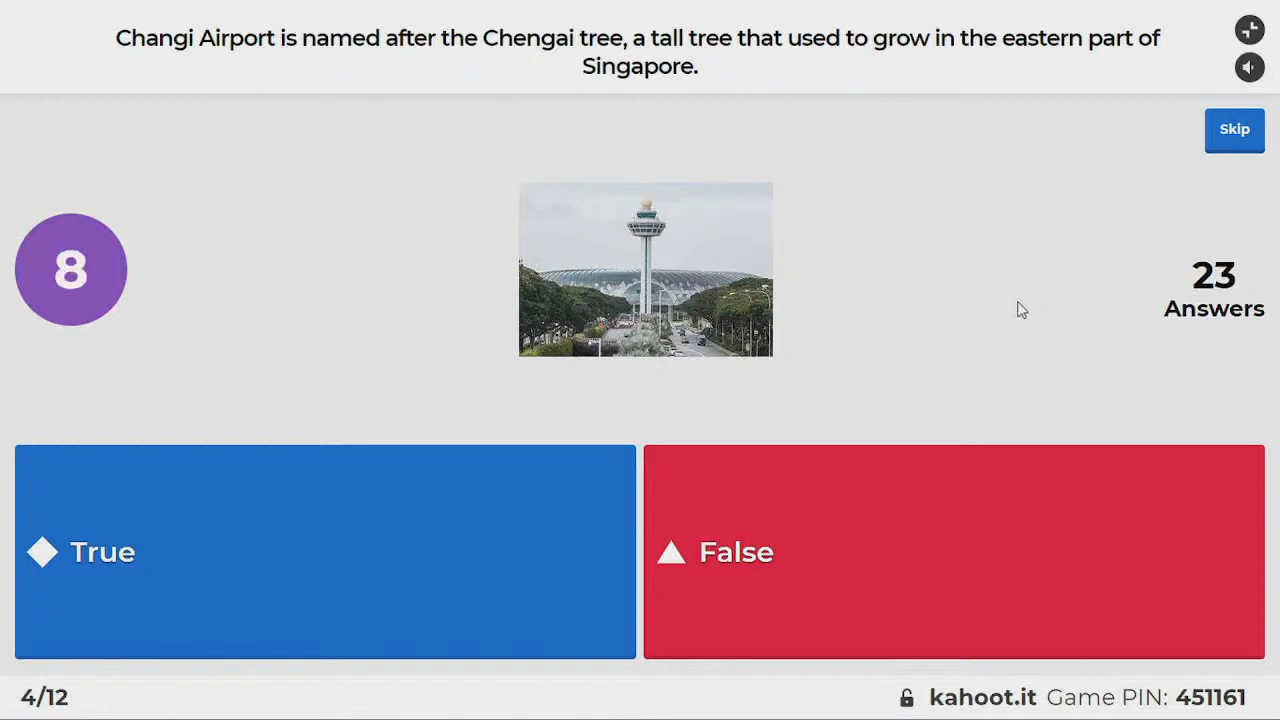 Changi Airport is named after the Chengai tree, a tall tree that used to grow in the eastern part of
Singapore.
Skip
8
23
Answers
True
False
4/12
kahoot.it Game PIN: 451161